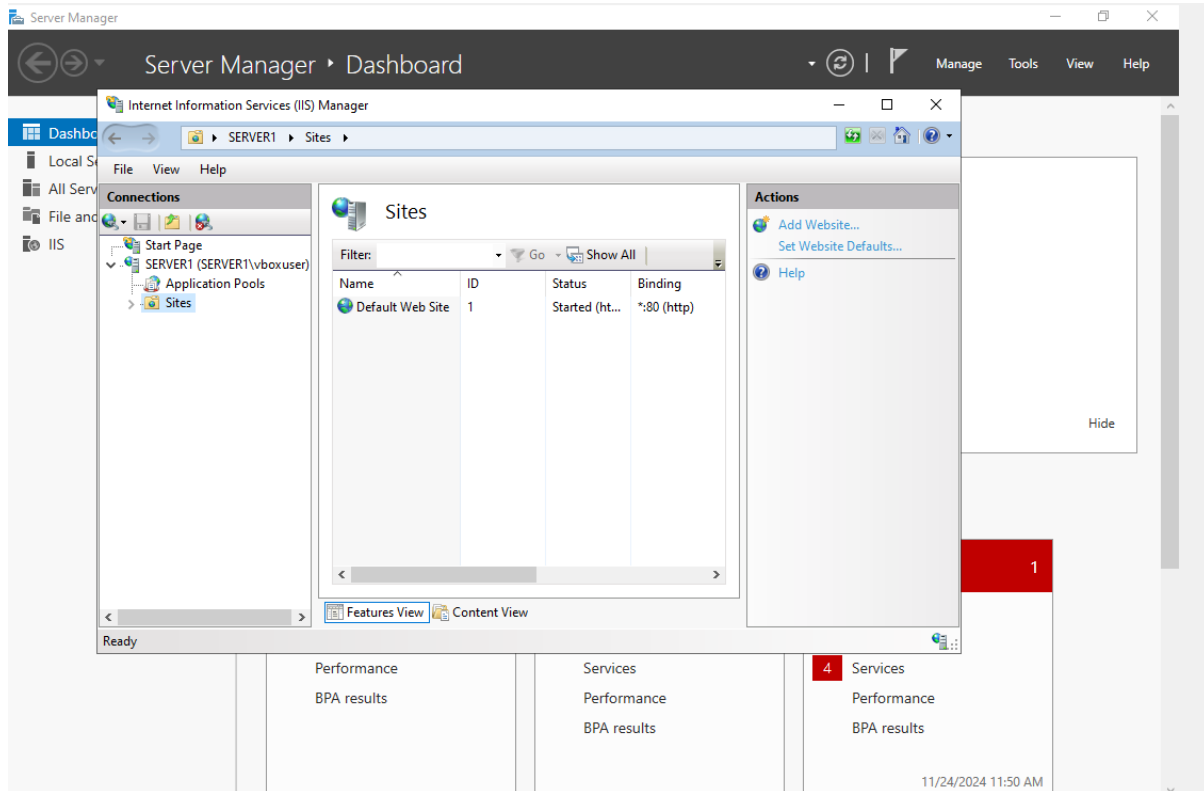 Server Manager
Server Manager • Dashboard
Manage Tools View Help
Internet Information Services (IIS) Manager
SERVER1 Sites
File View Help
Dashbo
Local Se
All Serv
File and
IIS
Connections
Start Page
SERVER1 (SERVER1\vboxuser)
Application Pools
Sites
Sites
Filter: Go Show All
Name ID Status Binding
Default Web Site 1 Started (ht... *:80 (http)
Features View Content View
Actions
Add Website...
Set Website Defaults...
Help
Ready
Hide
1
Performance
BPA results
Services
Performance
BPA results
4 Services
Performance
BPA results
11/24/2024 11:50 AM